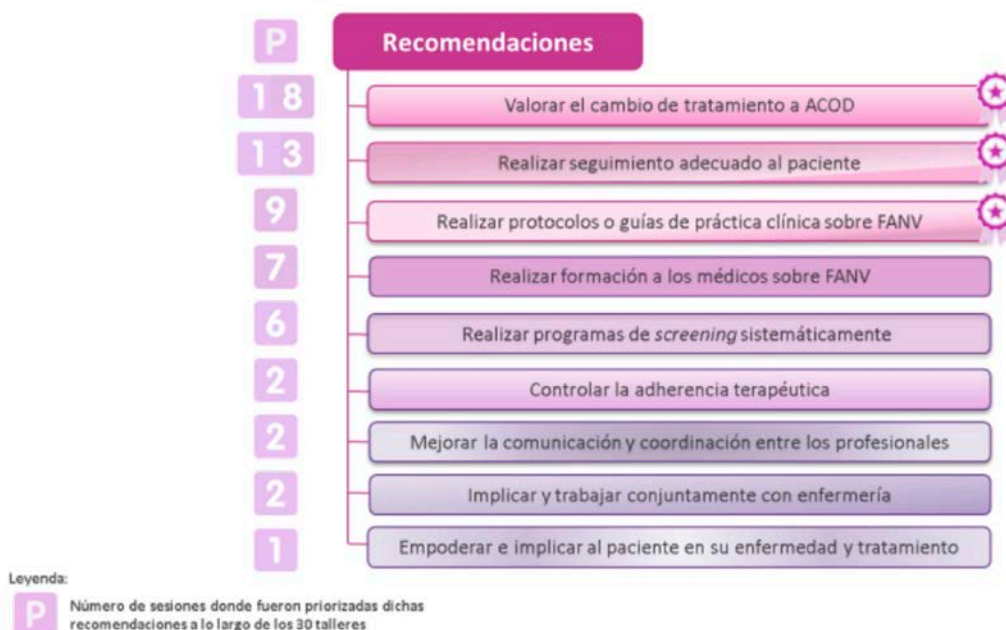 P Recomendaciones
18 Valorar el cambio de tratamiento a ACOD
13 Realizar seguimiento adecuado al paciente
9 Realizar protocolos o guías de práctica clínica sobre FANV
7 Realizar formación a los médicos sobre FANV
6 Realizar programas de screening sistemáticamente
2 Controlar la adherencia terapéutica
2 Mejorar la comunicación y coordinación entre los profesionales
2 Implicar y trabajar conjuntamente con enfermería
1 Empoderar e implicar al paciente en su enfermedad y tratamiento
Leyenda:
P Número de sesiones donde fueron priorizadas dichas
recomendaciones a lo largo de los 30 talleres